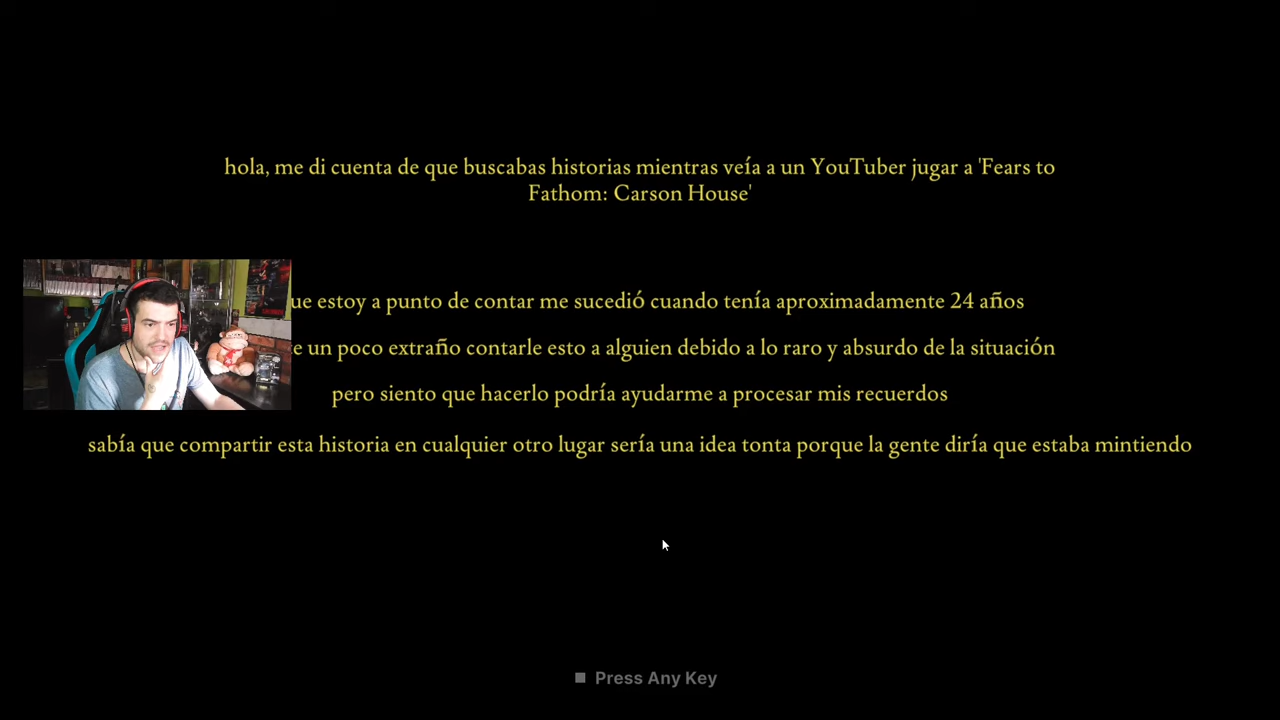 hola, me di cuenta de que buscabas historias mientras veía a un YouTuber jugar a 'Fears to
Fathom: Carson House'
estoy a punto de contar me sucedió cuando tenía aproximadamente 24 años
un poco extraño contarle esto a alguien debido a lo raro y absurdo de la situación
pero siento que hacerlo podría ayudarme a procesar mis recuerdos
sabía que compartir esta historia en cualquier otro lugar sería una idea tonta porque la gente diría que estaba mintiendo
Press Any Key